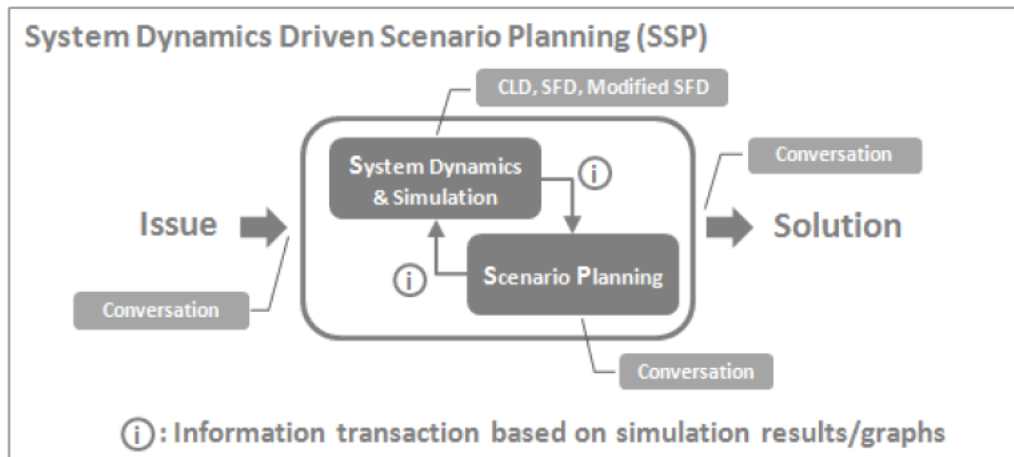 System Dynamics Driven Scenario Planning (SSP)
CLD, SFD, Modified SFD
Conversation
System Dynamics
& Simulation
i
Issue
Solution
Scenario Planning
i
Conversation
Conversation
i : Information transaction based on simulation results/graphs